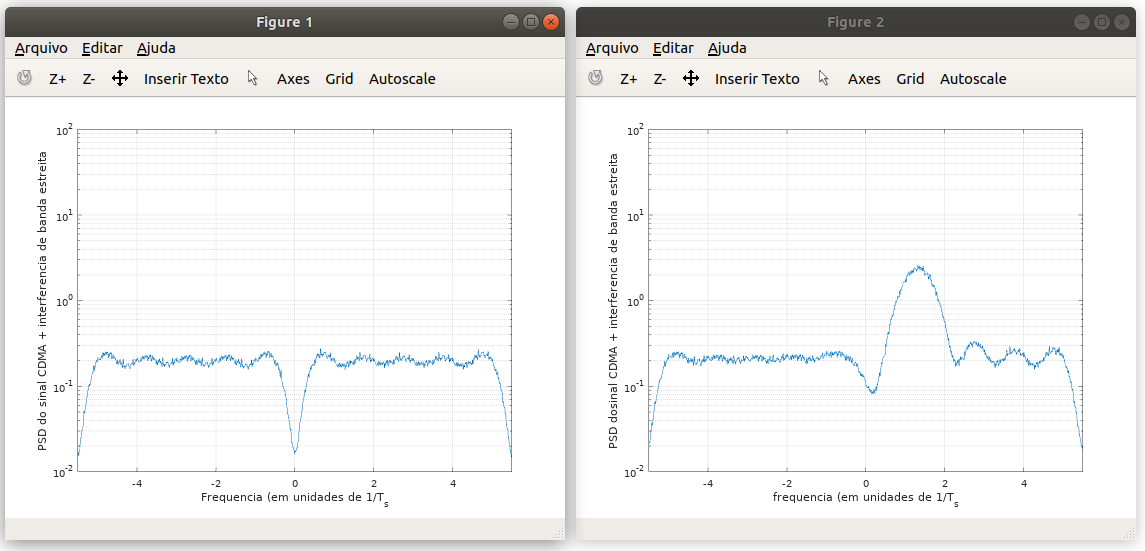 Figure 1
Arquivo Editar Ajuda
Z+ Z- Inserir Texto Axes Grid Autoscale
10^2
10^1
10^0
10^-1
10^-2
PSD do sinal CDMA + interferencia de banda estreita
-4 -2 0 2 4
Frequencia (em unidades de 1/T_s
Figure 2
Arquivo Editar Ajuda
Z+ Z- Inserir Texto Axes Grid Autoscale
10^2
10^1
10^0
10^-1
10^-2
PSD dosinal CDMA + interferencia de banda estreita
-4 -2 0 2 4
frequencia (em unidades de 1/T_s